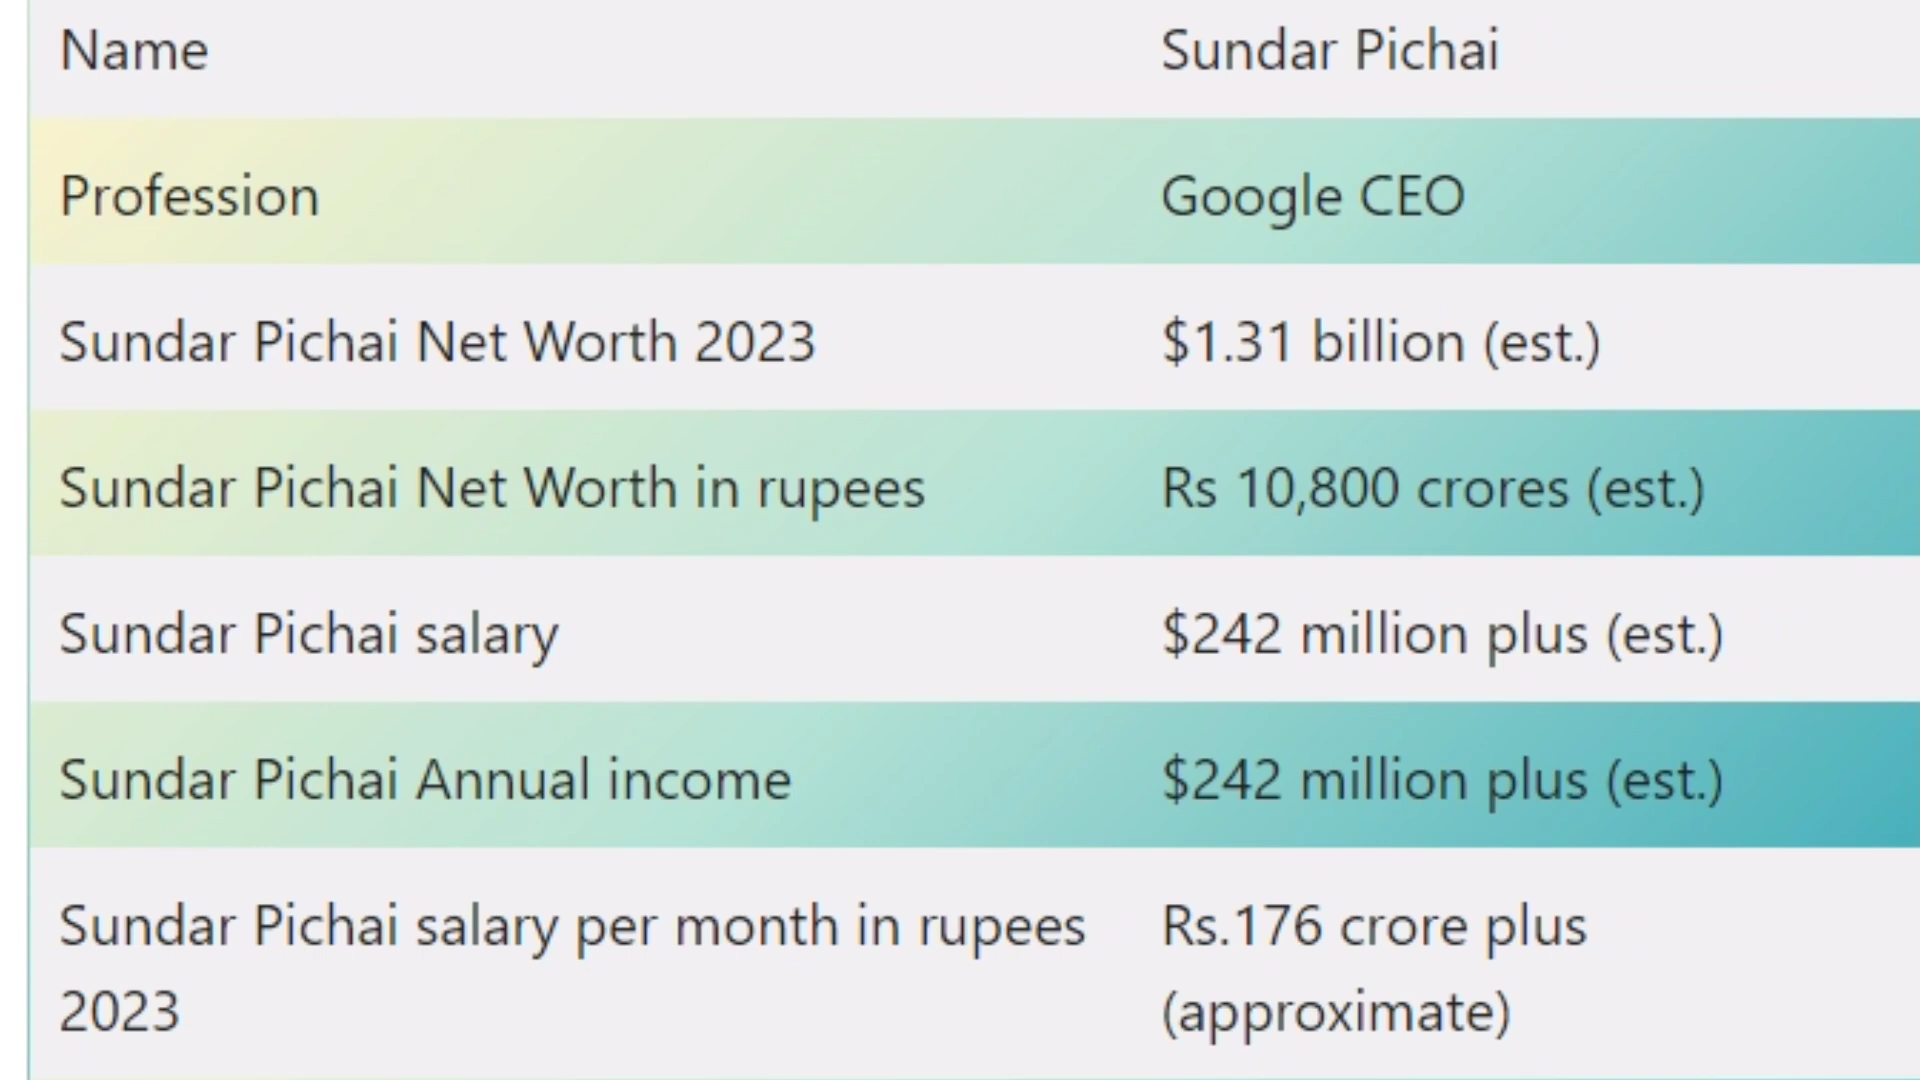 Name Sundar Pichai
Profession Google CEO
Sundar Pichai Net Worth 2023 $1.31 billion (est.)
Sundar Pichai Net Worth in rupees Rs 10,800 crores (est.)
Sundar Pichai salary $242 million plus (est.)
Sundar Pichai Annual income $242 million plus (est.)
Sundar Pichai salary per month in rupees Rs.176 crore plus
2023 (approximate)